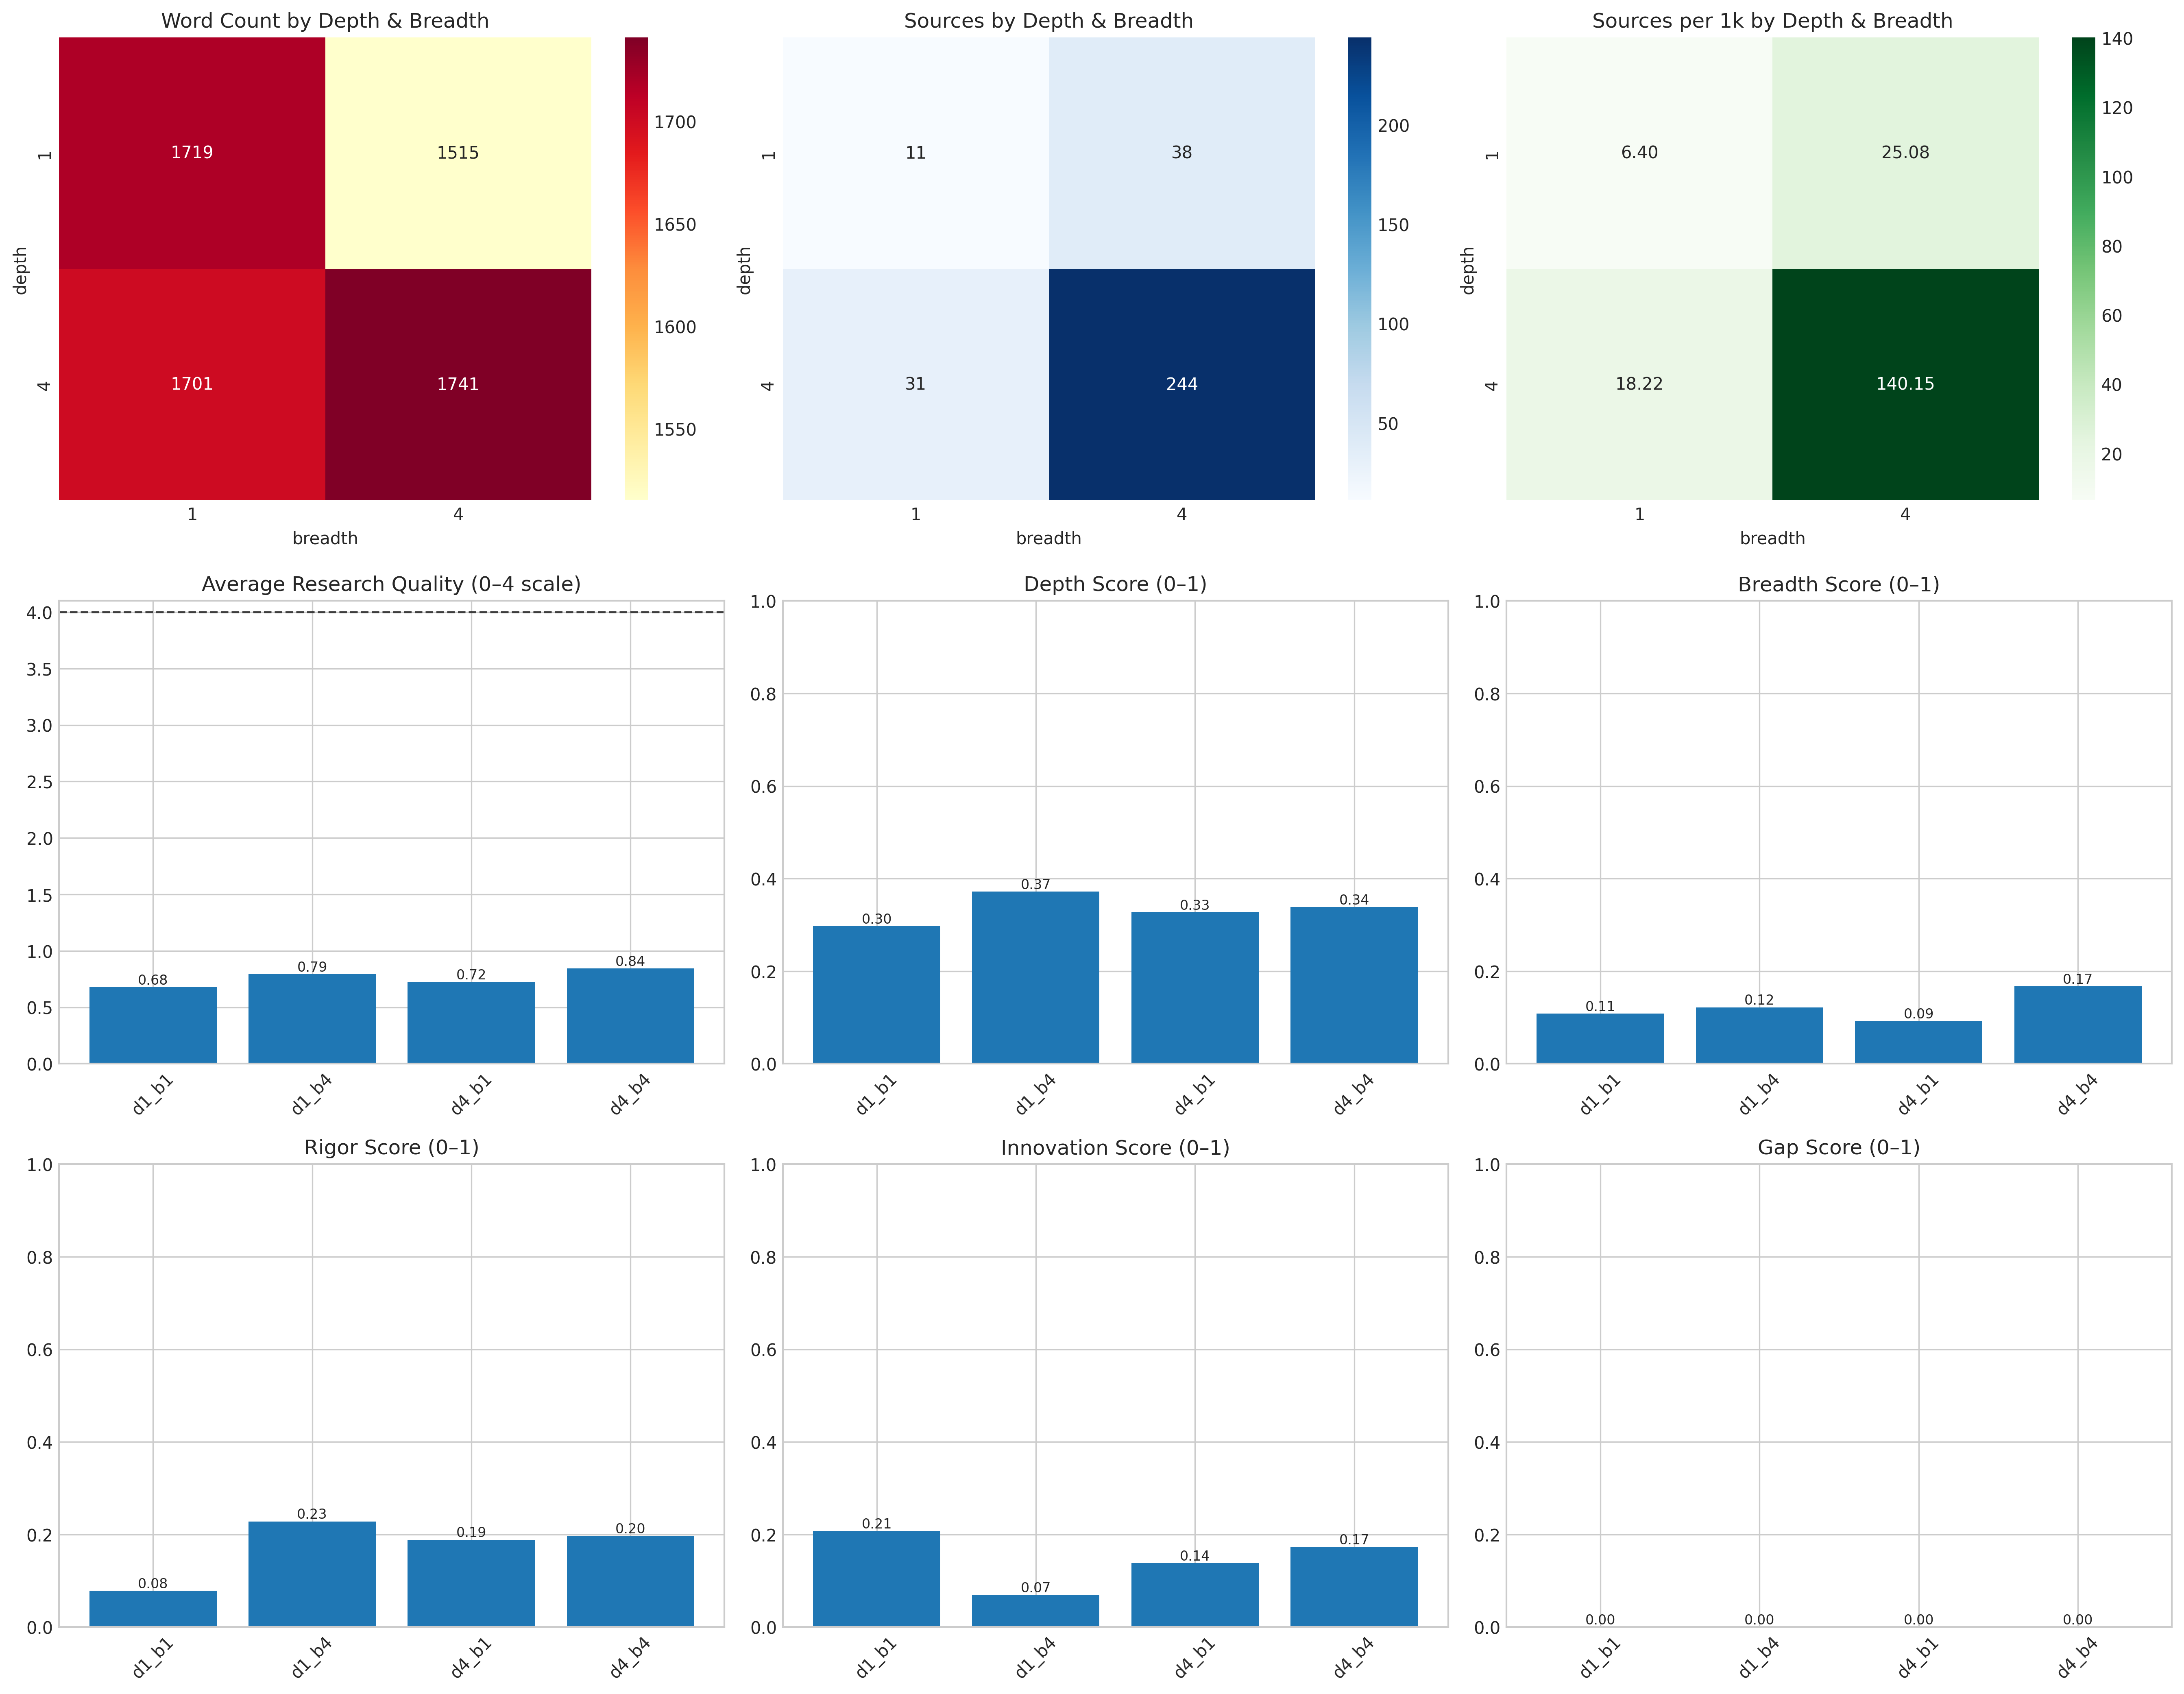 Word Count by Depth & Breadth
1719 1515
1701 1741
1
4
depth
1 4
breadth
1700
1650
1600
1550
Sources by Depth & Breadth
11 38
31 244
1
4
depth
1 4
breadth
200
150
100
50
Sources per 1k by Depth & Breadth
6.40 25.08
18.22 140.15
1
4
depth
1 4
breadth
140
120
100
80
60
40
20
Average Research Quality (0–4 scale)
4.0
3.5
3.0
2.5
2.0
1.5
1.0
0.5
0.0
0.68 0.79 0.72 0.84
d1_b1 d1_b4 d4_b1 d4_b4
Depth Score (0–1)
1.0
0.8
0.6
0.4
0.2
0.0
0.30 0.37 0.33 0.34
d1_b1 d1_b4 d4_b1 d4_b4
Breadth Score (0–1)
1.0
0.8
0.6
0.4
0.2
0.0
0.11 0.12 0.09 0.17
d1_b1 d1_b4 d4_b1 d4_b4
Rigor Score (0–1)
1.0
0.8
0.6
0.4
0.2
0.0
0.08 0.23 0.19 0.20
d1_b1 d1_b4 d4_b1 d4_b4
Innovation Score (0–1)
1.0
0.8
0.6
0.4
0.2
0.0
0.21 0.07 0.14 0.17
d1_b1 d1_b4 d4_b1 d4_b4
Gap Score (0–1)
1.0
0.8
0.6
0.4
0.2
0.0
0.00 0.00 0.00 0.00
d1_b1 d1_b4 d4_b1 d4_b4